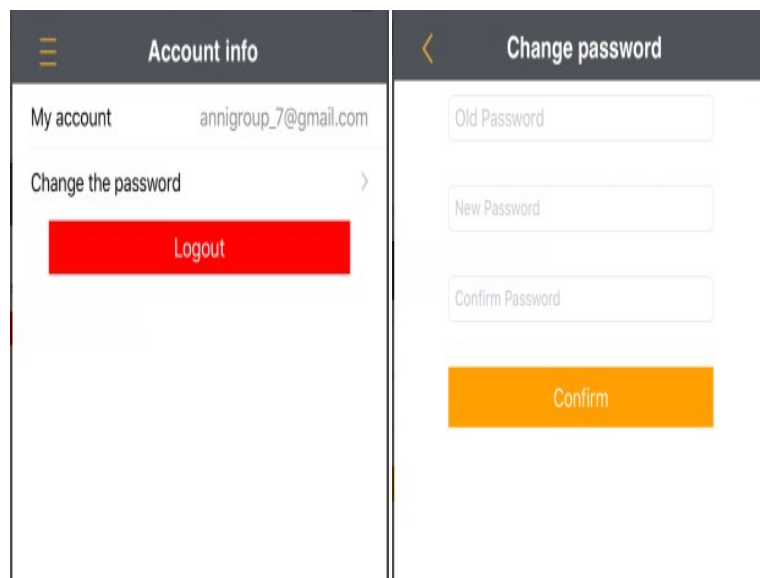 Account info
My account annigroup_7@gmail.com
Change the password
Logout
Change password
Old Password
New Password
Confirm Password
Confirm